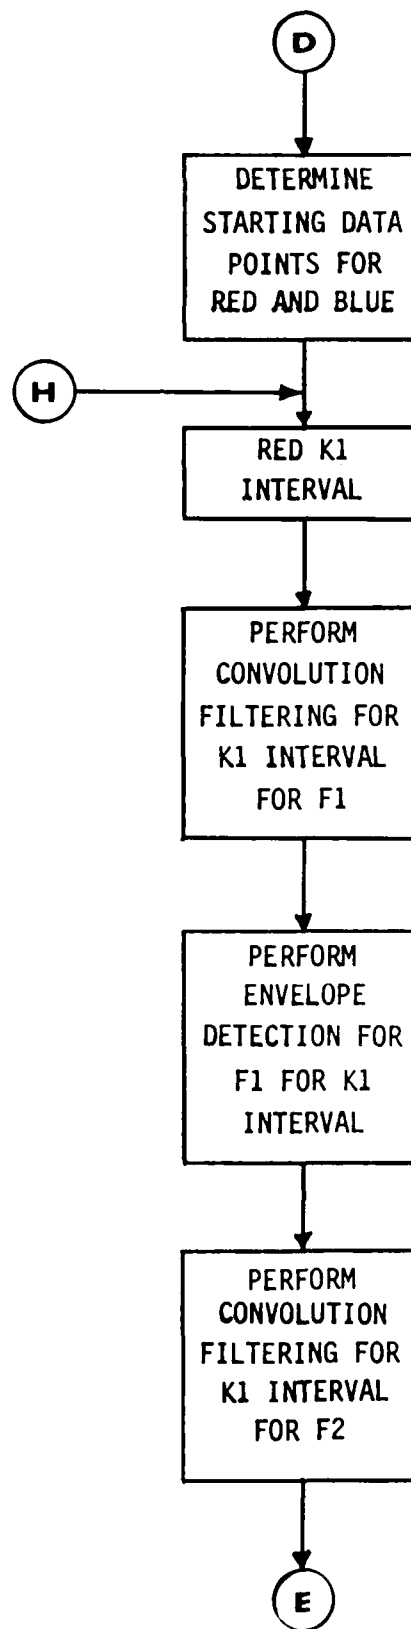 D
DETERMINE
STARTING DATA
POINTS FOR
RED AND BLUE
H
RED K1
INTERVAL
PERFORM
CONVOLUTION
FILTERING FOR
K1 INTERVAL
FOR F1
PERFORM
ENVELOPE
DETECTION FOR
F1 FOR K1
INTERVAL
PERFORM
CONVOLUTION
FILTERING FOR
K1 INTERVAL
FOR F2
E